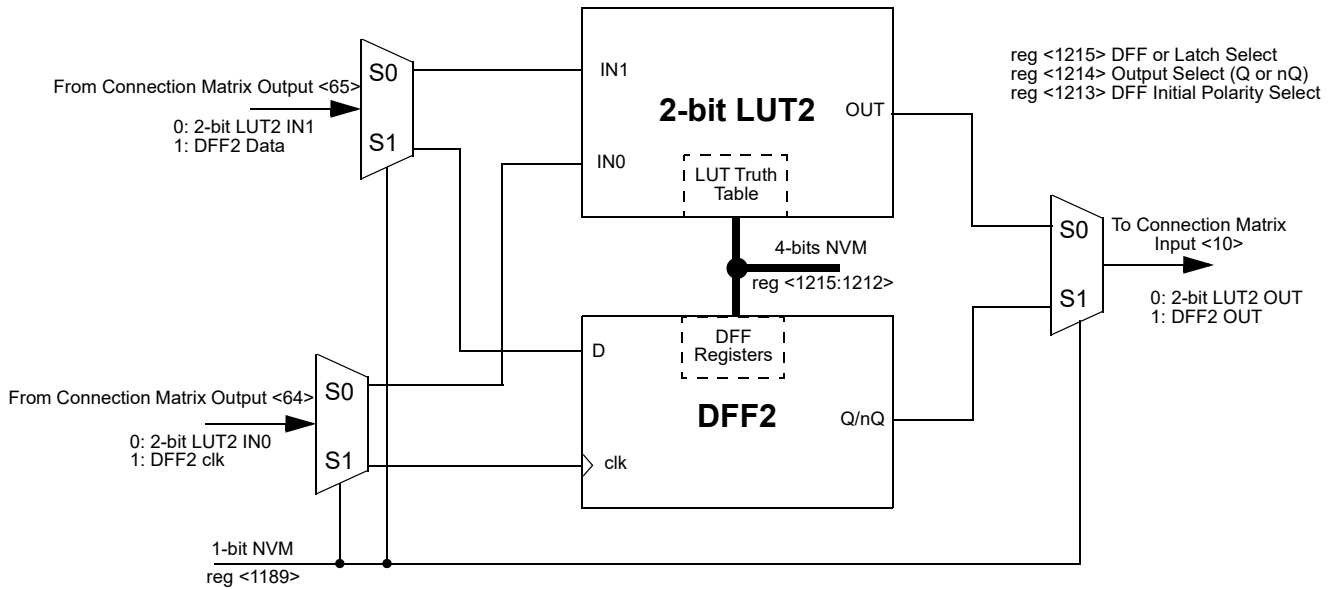 reg <1215> DFF or Latch Select
reg <1214> Output Select (Q or nQ)
reg <1213> DFF Initial Polarity Select
From Connection Matrix Output <65>
0: 2-bit LUT2 IN1
1: DFF2 Data
S0
S1
IN1
IN0
2-bit LUT2
OUT
LUT Truth
Table
4-bits NVM
reg <1215:1212>
DFF
Registers
D
DFF2
Q/nQ
clk
From Connection Matrix Output <64>
0: 2-bit LUT2 IN0
1: DFF2 clk
S0
S1
S0
S1
To Connection Matrix
Input <10>
0: 2-bit LUT2 OUT
1: DFF2 OUT
1-bit NVM
reg <1189>